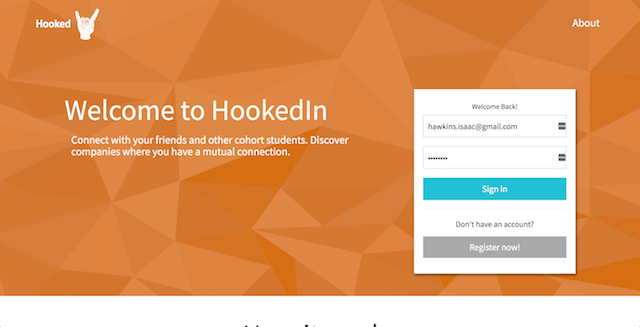 Hooked
About
Welcome to HookedIn
Connect with your friends and other cohort students. Discover
companies where you have a mutual connection.
Welcome Back!
hawkins.isaac@gmail.com
••••••••
Sign in
Don't have an account?
Register now!